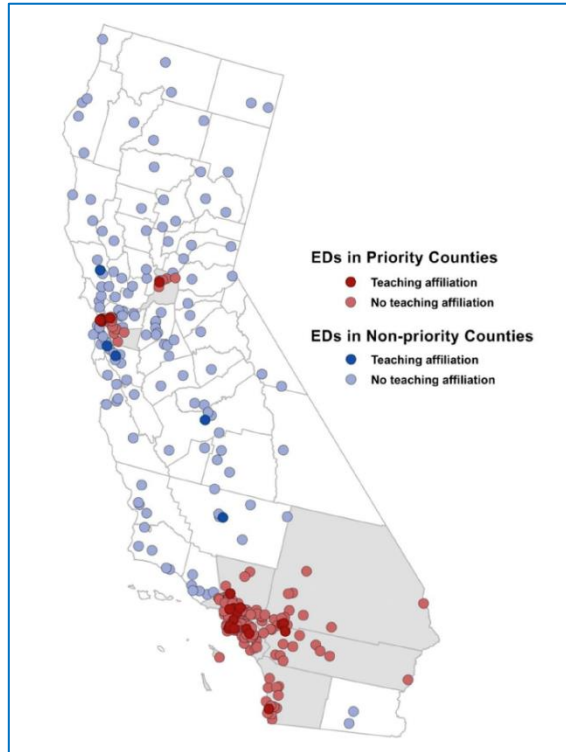 EDs in Priority Counties
Teaching affiliation
No teaching affiliation
EDs in Non-priority Counties
Teaching affiliation
No teaching affiliation